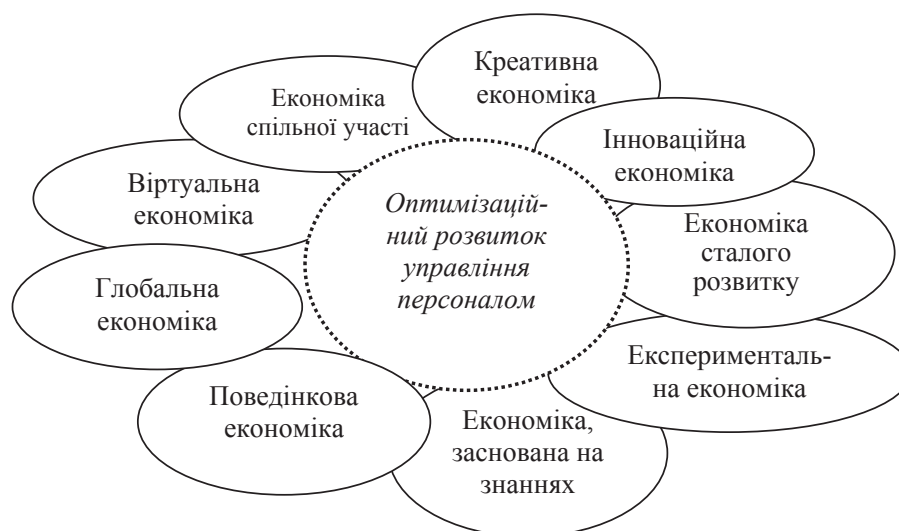 Креативна
економіка
Економіка
спільної участі
Інноваційна
економіка
Віртуальна
економіка
Оптимізацій-
ний розвиток
управління
персоналом
Економіка
сталого
розвитку
Глобальна
економіка
Експерименталь-
на економіка
Поведінкова
економіка
Економіка,
заснована на
знаннях